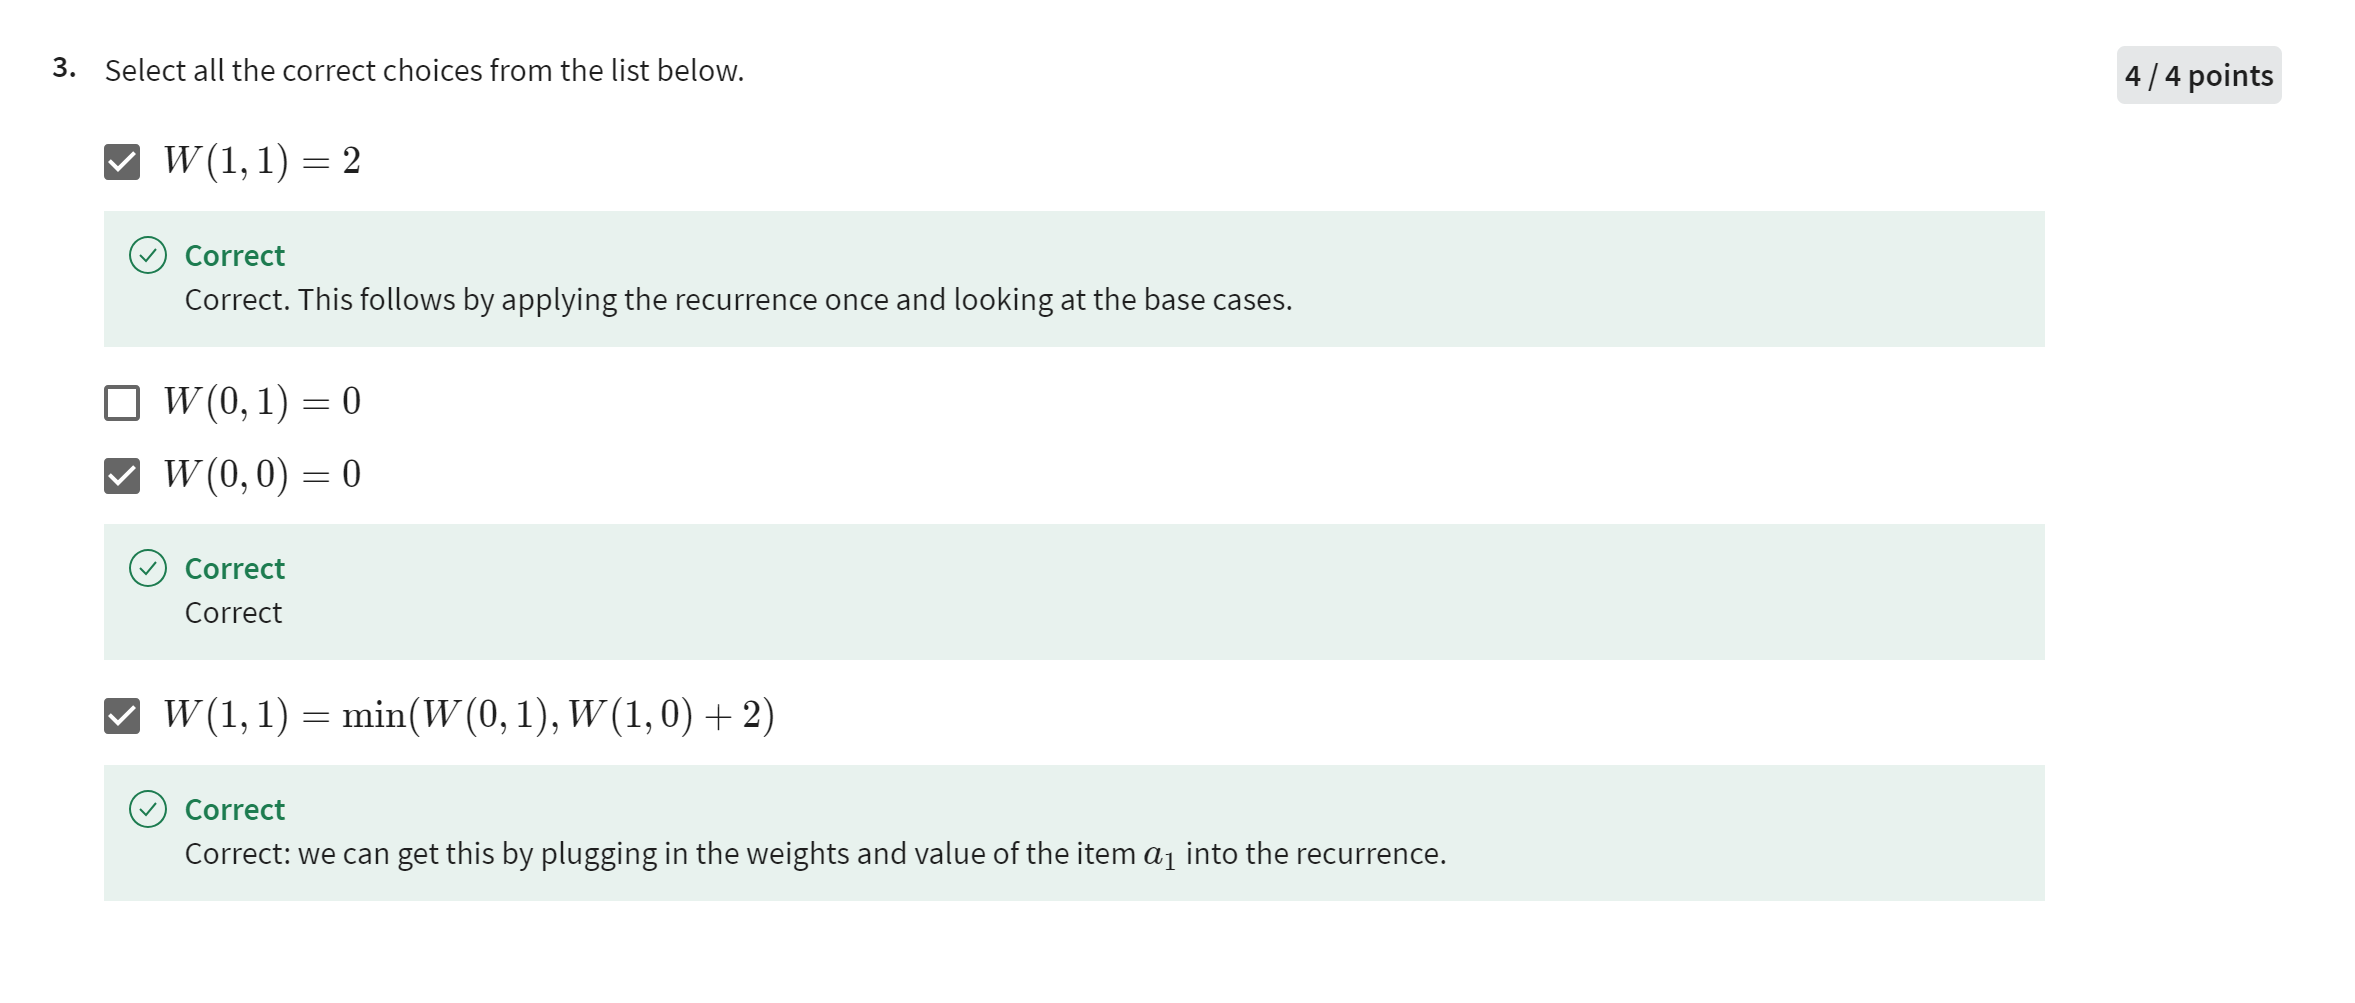 3. Select all the correct choices from the list below.
4 / 4 points
W(1, 1) = 2
Correct
Correct. This follows by applying the recurrence once and looking at the base cases.
W(0, 1) = 0
W(0, 0) = 0
Correct
Correct
W(1, 1) = min(W(0, 1), W(1, 0) + 2)
Correct
Correct: we can get this by plugging in the weights and value of the item a₁ into the recurrence.